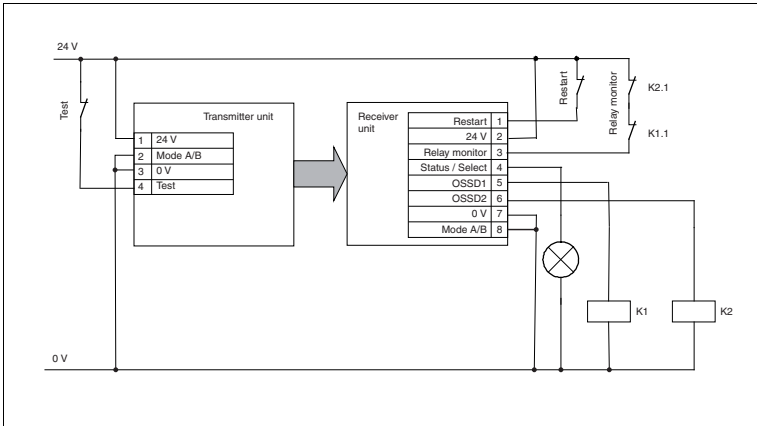 24 V
Test
Transmitter unit
1 24 V
2 Mode A/B
3 0 V
4 Test
Receiver
unit
Restart 1
24 V 2
Relay monitor 3
Status / Select 4
OSSD1 5
OSSD2 6
0 V 7
Mode A/B 8
Restart
Relay monitor
K2.1
K1.1
K1
K2
0 V